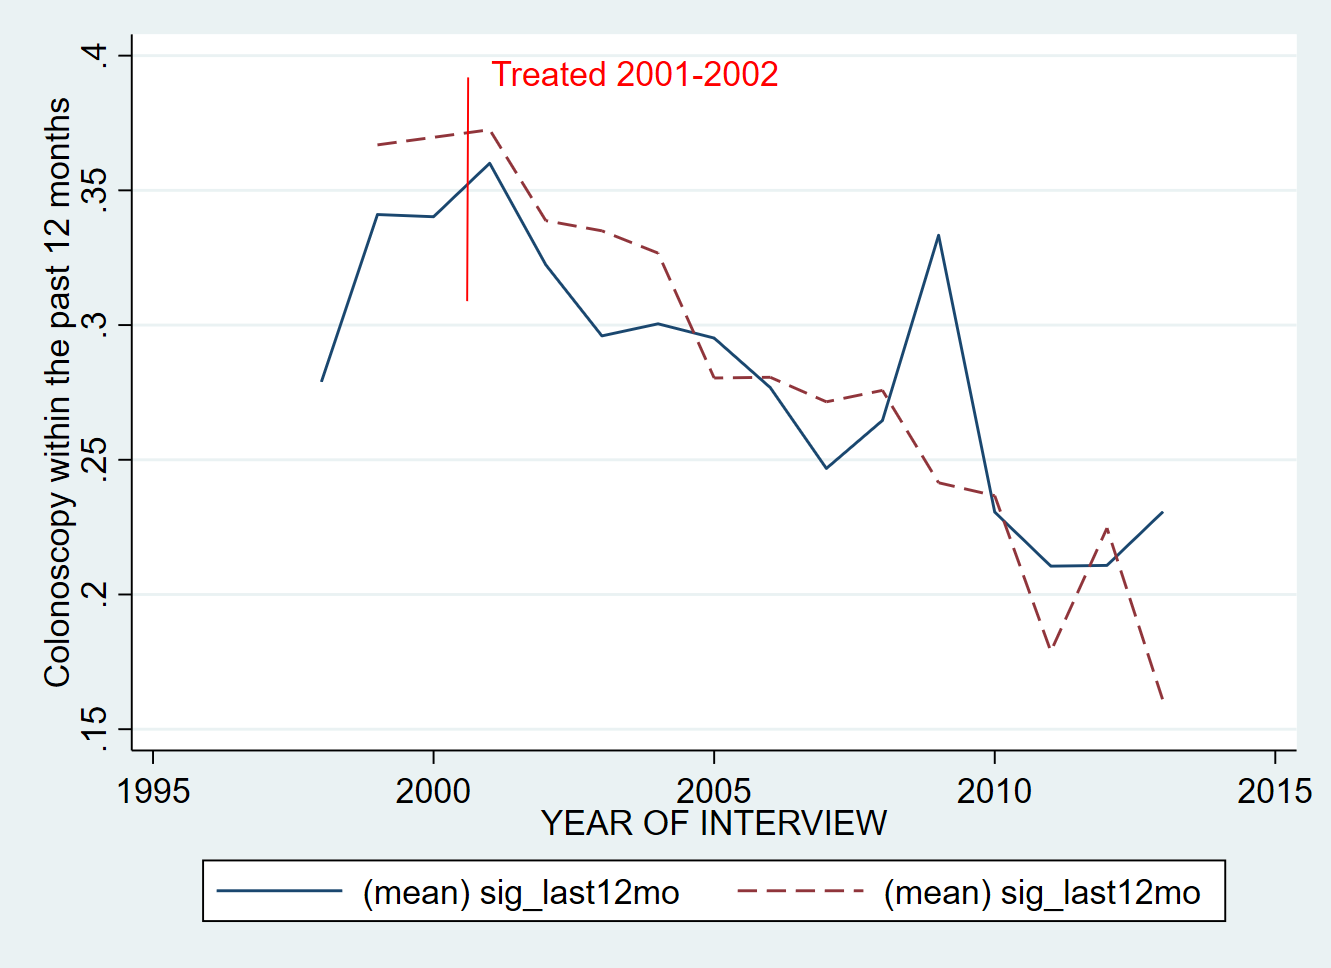 Treated 2001-2002
Colonoscopy within the past 12 months
.4
.35
.3
.25
.2
.15
1995 2000 2005 2010 2015
YEAR OF INTERVIEW
(mean) sig_last12mo (mean) sig_last12mo